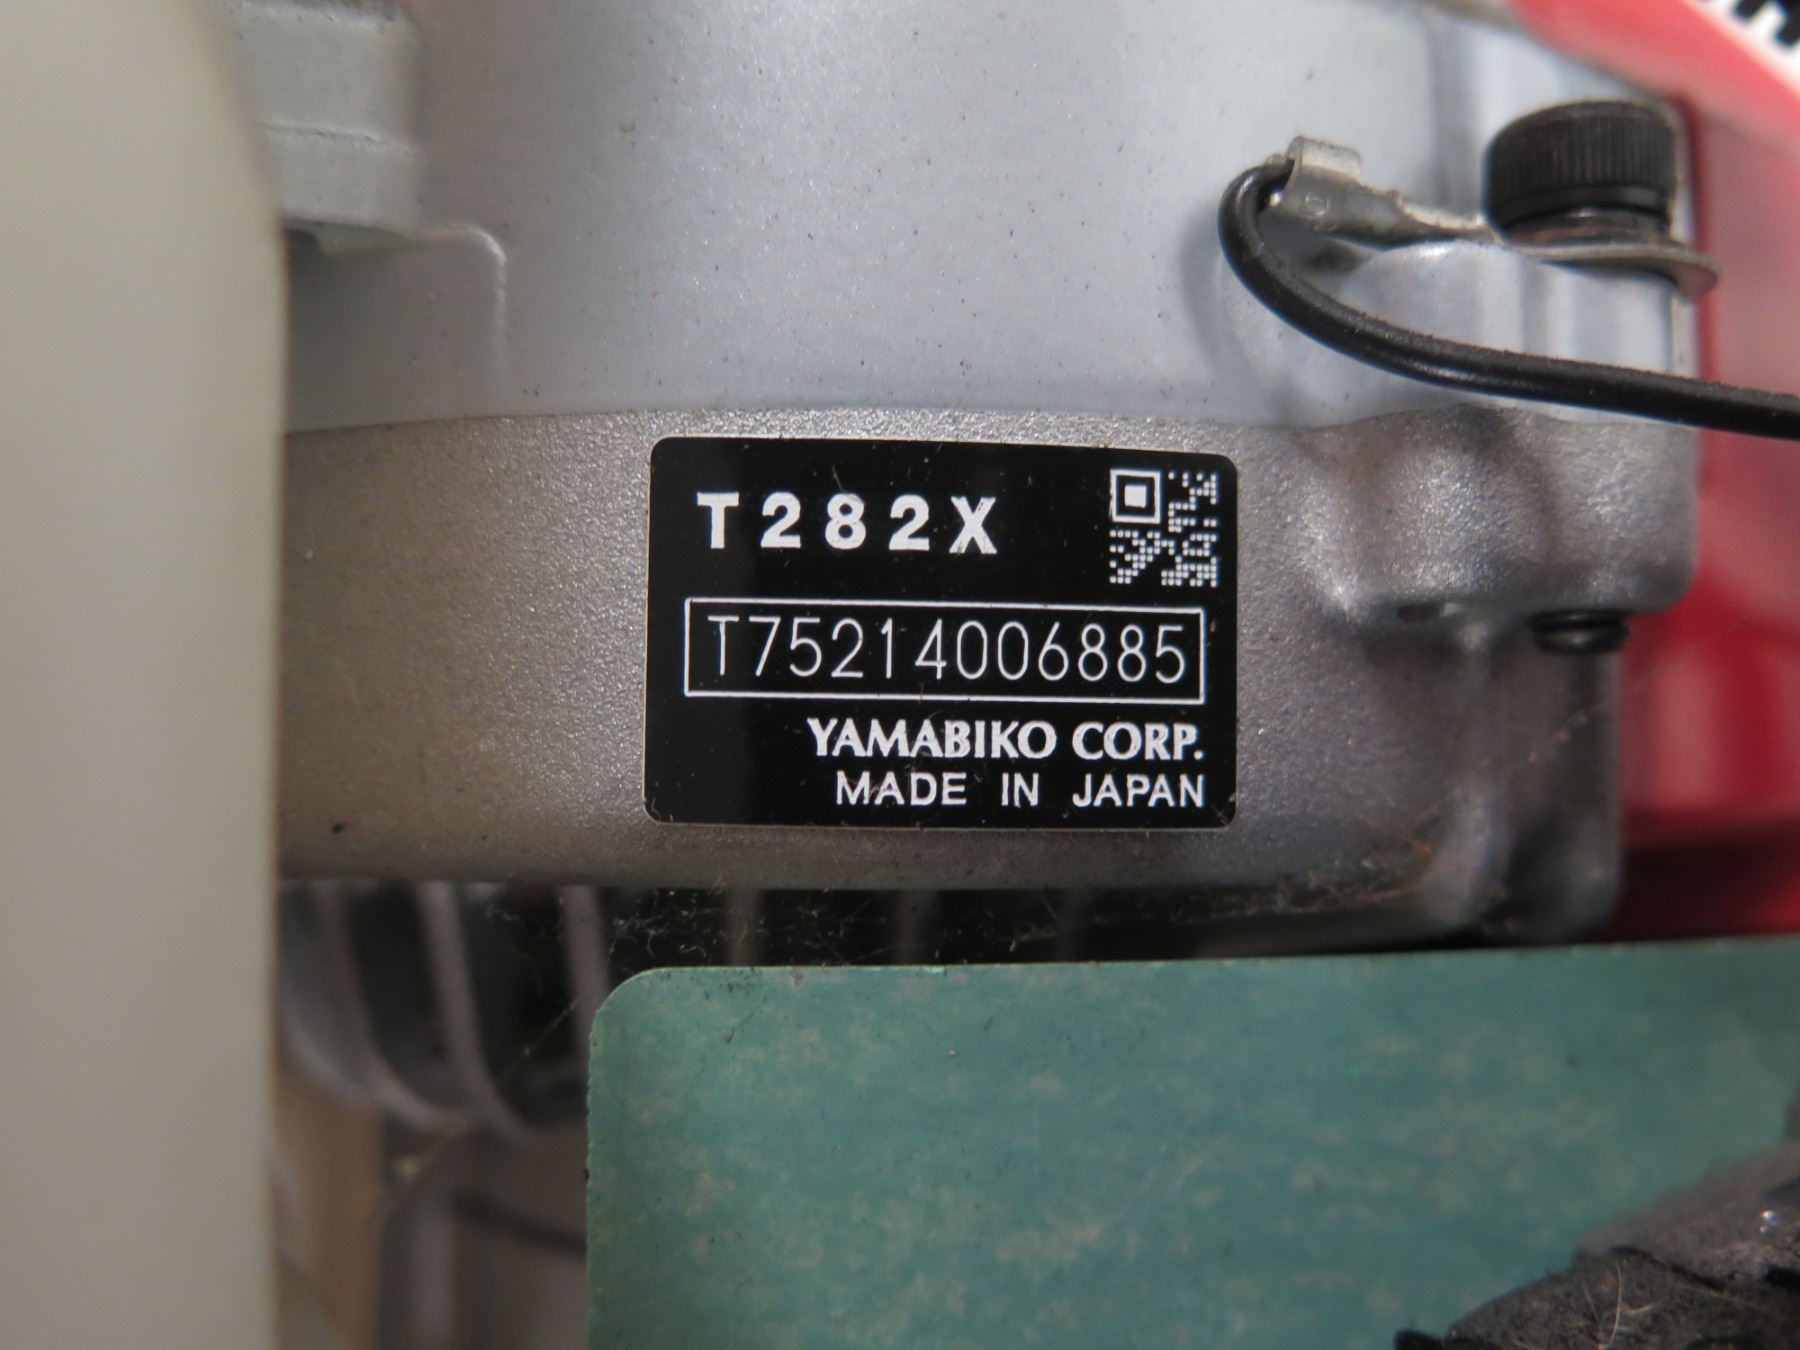 T282X
T75214006885
YAMABIKO CORP.
MADE IN JAPAN